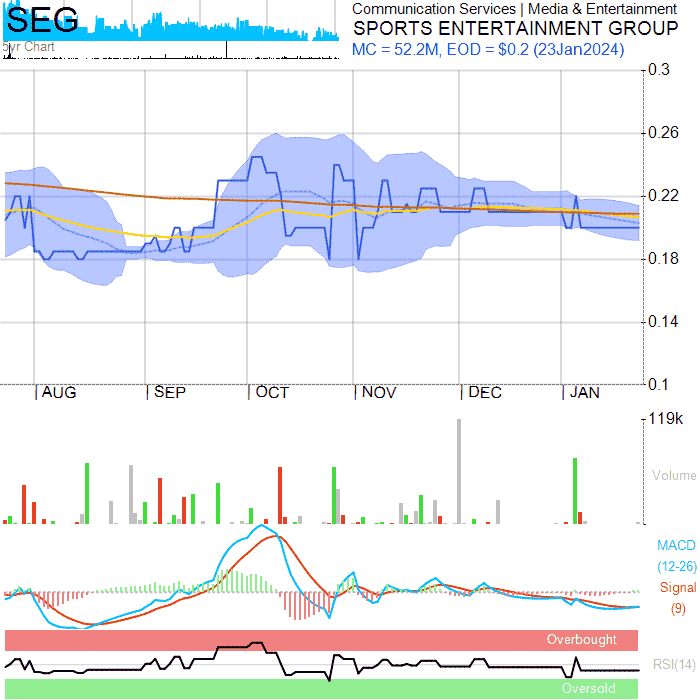 SEG
5yr Chart
Communication Services | Media & Entertainment
SPORTS ENTERTAINMENT GROUP
MC = 52.2M, EOD = $0.2 (23Jan2024)
0.3
0.26
0.22
0.18
0.14
0.1
AUG SEP OCT NOV DEC JAN
119k
Volume
MACD
(12-26)
Signal
(9)
Overbought
RSI(14)
Oversold